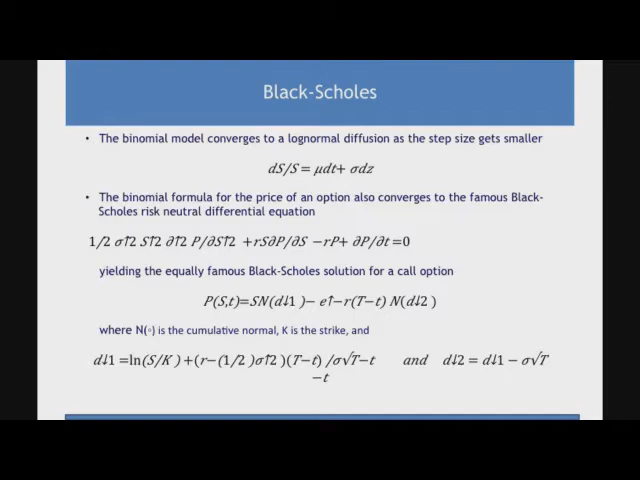 Black-Scholes
• The binomial model converges to a lognormal diffusion as the step size gets smaller
dS/S = μdt+ σdz
• The binomial formula for the price of an option also converges to the famous Black-
Scholes risk neutral differential equation
1/2 σ↑2 S↑2 ∂↑2 P/∂S↑2 +rS∂P/∂S −rP+ ∂P/∂t =0
yielding the equally famous Black-Scholes solution for a call option
P(S,t)=SN(d↓1 )− e↑−r(T−t) N(d↓2 )
where N(◦) is the cumulative normal, K is the strike, and
d↓1 =ln(S/K ) +(r−(1/2 )σ↑2 )(T−t) /σ√T−t and d↓2 = d↓1 − σ√T
−t